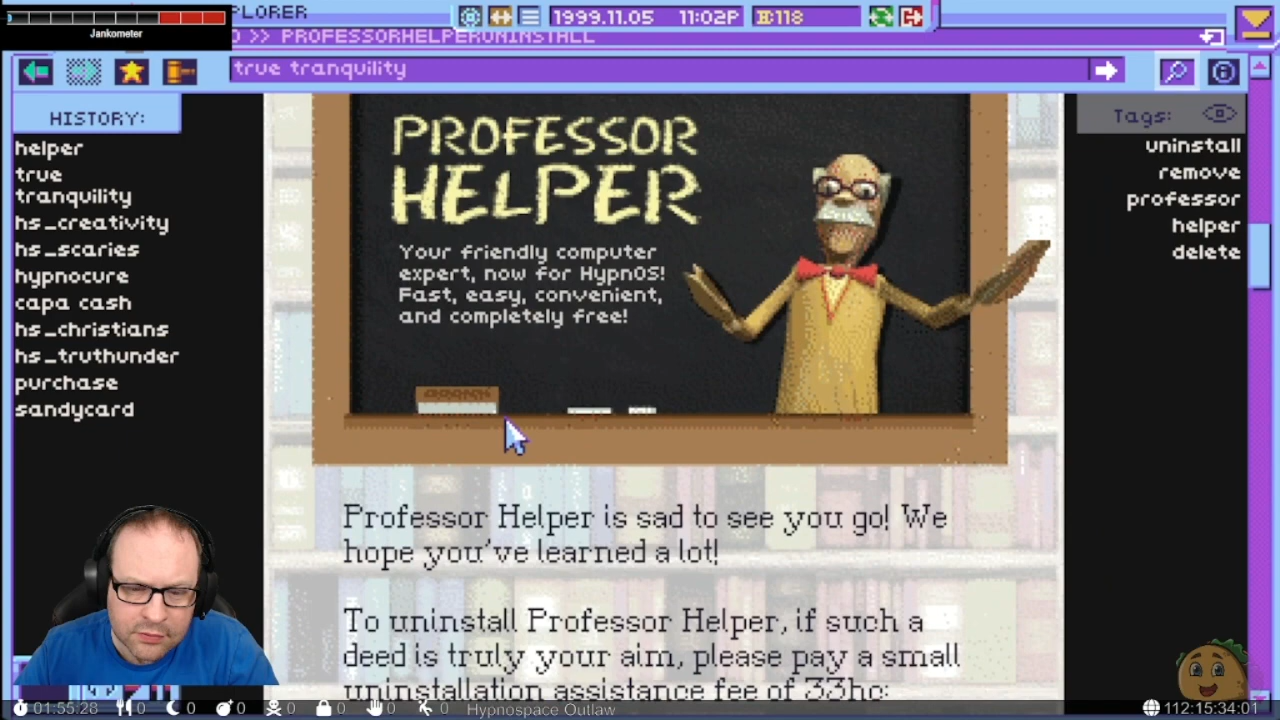 PLORER
1999.11.05 11:02P
118
Jankometer
>> PROFESSORHELPERUNINSTALL
true tranquility
HISTORY:
helper
true
tranquility
hs_creativity
hs_scaries
hypnocure
capa cash
hs_christians
hs_truthunder
purchase
sandycard
PROFESSOR
HELPER
Your friendly computer
expert, now for HypnOS!
Fast, easy, convenient,
and completely free!
Professor Helper is sad to see you go! We
hope you've learned a lot!
To uninstall Professor Helper, if such a
deed is truly your aim, please pay a small
uninstallation assistance fee of 33hc:
Tags:
uninstall
remove
professor
helper
delete
01:55:28 0 0 0 0 0 0 0 Hypnospace Outlaw 112:15:34:01